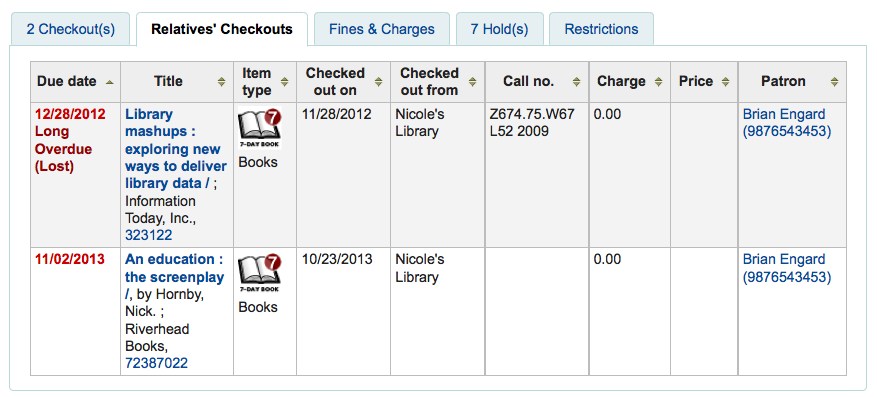 2 Checkout(s)
Relatives' Checkouts
Fines & Charges
7 Hold(s)
Restrictions
Due date
Title
Item
type
Checked
out on
Checked
out from
Call no.
Charge
Price
Patron
12/28/2012
Long
Overdue
(Lost)
Library
mashups :
exploring new
ways to deliver
library data / ;
Information
Today, Inc.,
323122
7
7-DAY BOOK
Books
11/28/2012
Nicole's
Library
Z674.75.W67
L52 2009
0.00
Brian Engard
(9876543453)
11/02/2013
An education :
the screenplay
/, by Hornby,
Nick. ;
Riverhead
Books,
72387022
7
7-DAY BOOK
Books
10/23/2013
Nicole's
Library
0.00
Brian Engard
(9876543453)